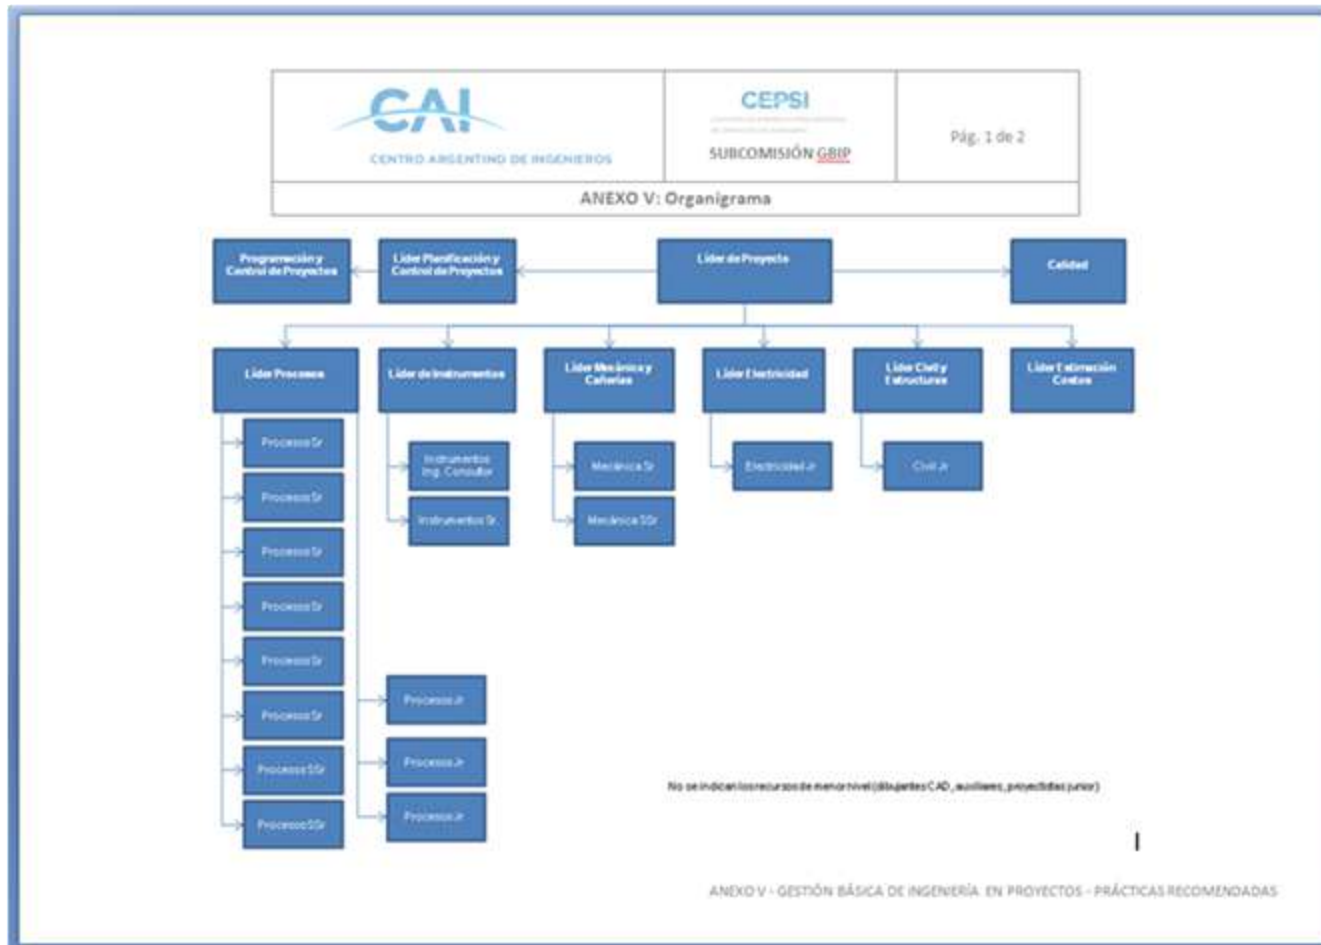 CAI
CENTRO ARGENTINO DE INGENIEROS
CEPSI
SUBCOMISIÓN GBIP
Pág. 1 de 2
ANEXO V: Organigrama
Programación y
Control de Proyectos
Líder Planificación y
Control de Proyectos
Líder de Proyecto
Calidad
Líder Procesos
Líder de Instrumentos
Líder Mecánica y
Cañerías
Líder Electricidad
Líder Civil y
Estructuras
Líder Estimación
Costos
Procesos Sr
Procesos Sr
Procesos Sr
Procesos Sr
Procesos Sr
Procesos Sr
Procesos SSr
Procesos SSr
Procesos Jr
Procesos Jr
Procesos Jr
Instrumentos
Ing. Consultor
Instrumentos Sr
Mecánica Sr
Mecánica SSr
Electricidad Jr
Civil Jr
No se indican los recursos de menor nivel (dibujantes CAD, auxiliares, proyectistas junior)
ANEXO V - GESTIÓN BÁSICA DE INGENIERÍA EN PROYECTOS - PRÁCTICAS RECOMENDADAS